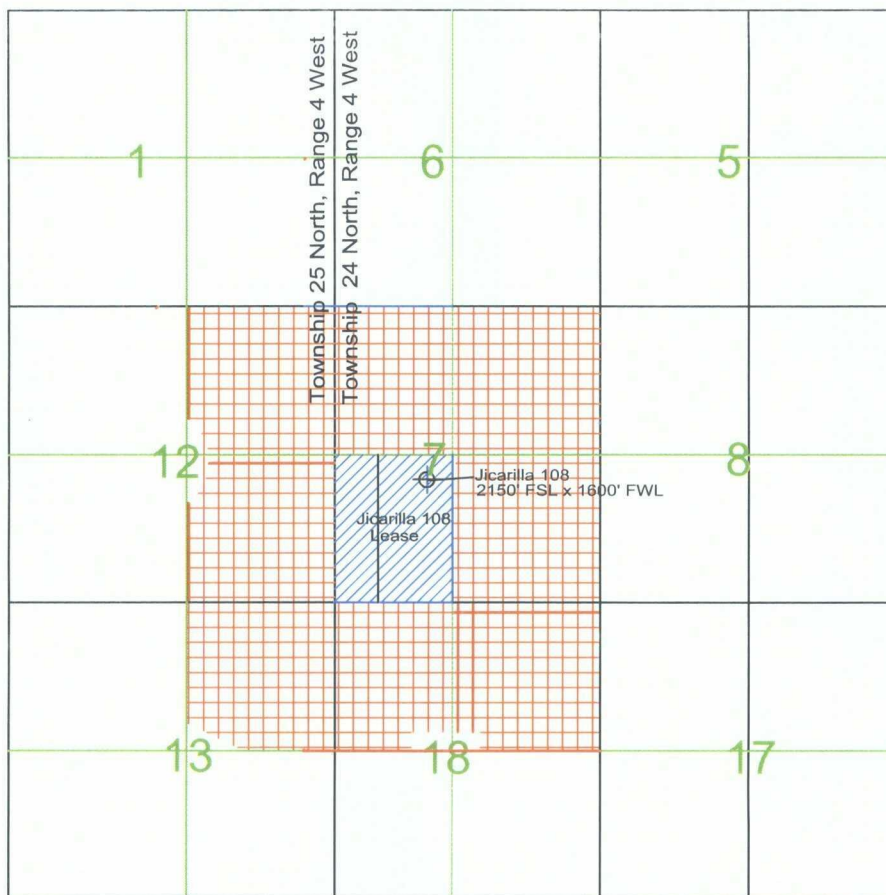 Township 25 North, Range 4 West
Township 24 North, Range 4 West
1
6
5
12
7
8
Jicarilla 108
2150' FSL x 1600' FWL
Jicarilla 108
Lease
13
18
17